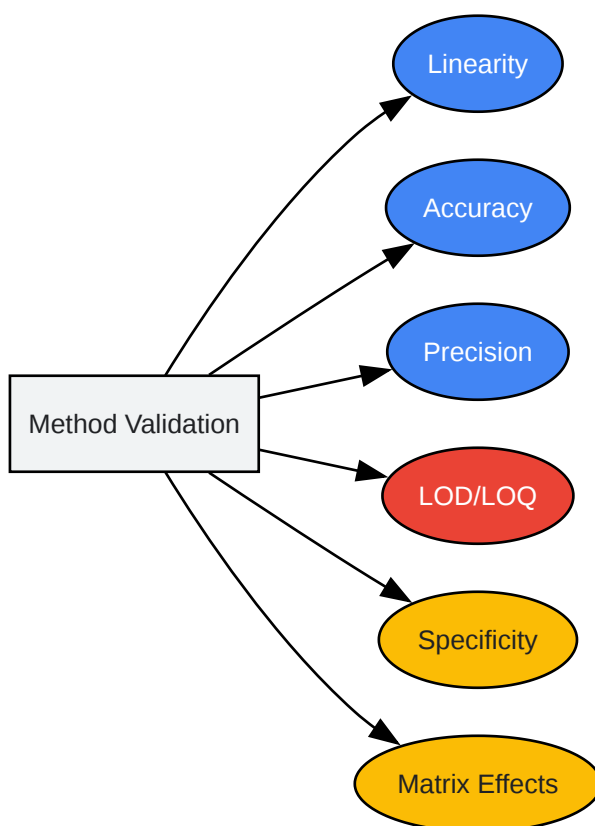 Linearity
Accuracy
Precision
Method Validation
LOD/LOQ
Specificity
Matrix Effects